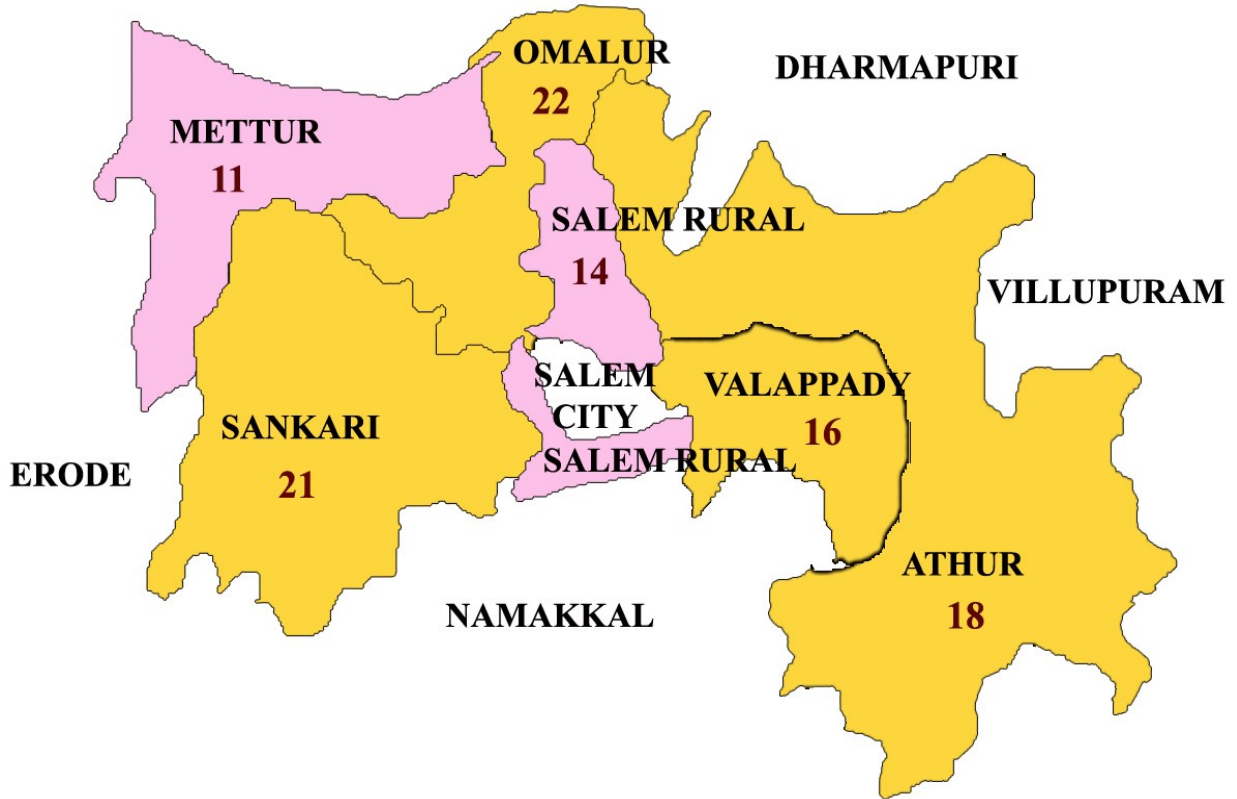 OMALUR
22
DHARMAPURI
METTUR
11
SALEM RURAL
14
VILLUPURAM
SALEM
CITY
VALAPPADY
16
SANKARI
21
SALEM RURAL
ERODE
ATHUR
18
NAMAKKAL